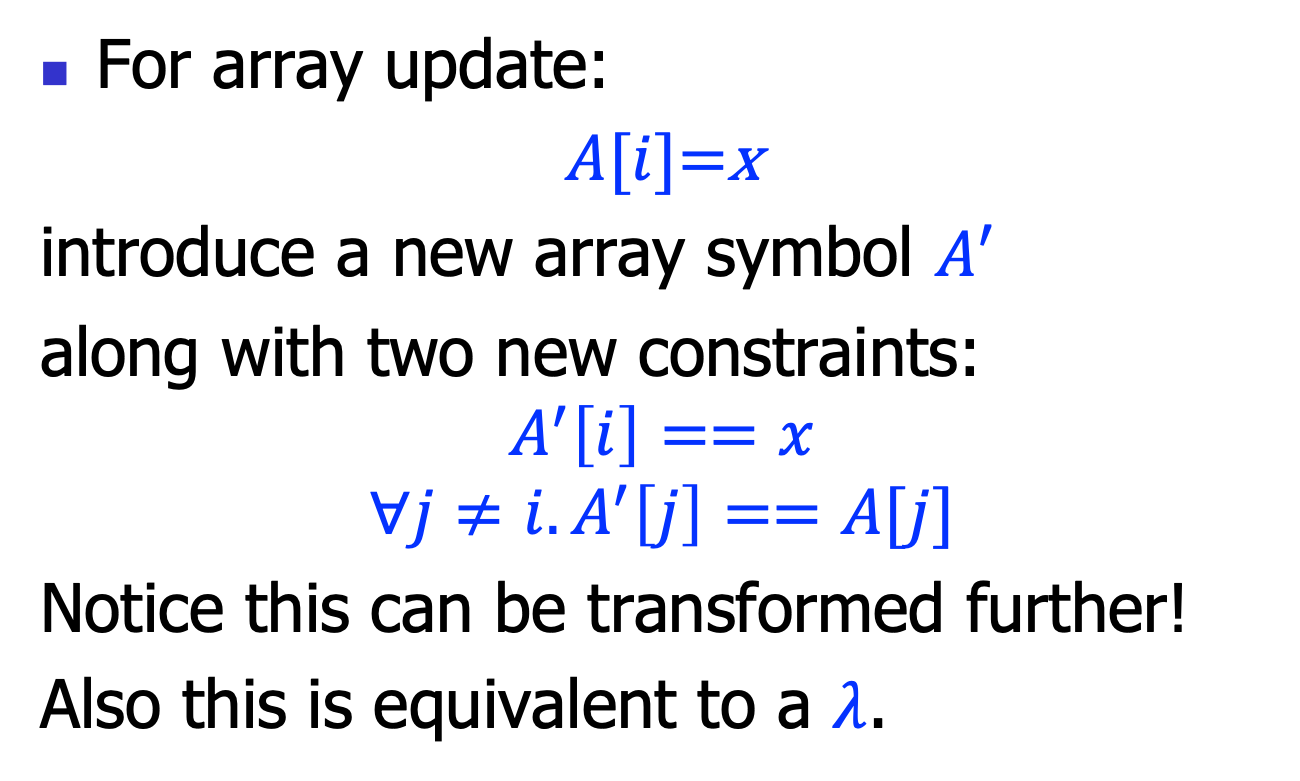 ■ For array update:
A[i]=x
introduce a new array symbol A′
along with two new constraints:
A′[i] == x
∀j ≠ i. A′[j] == A[j]
Notice this can be transformed further!
Also this is equivalent to a λ.